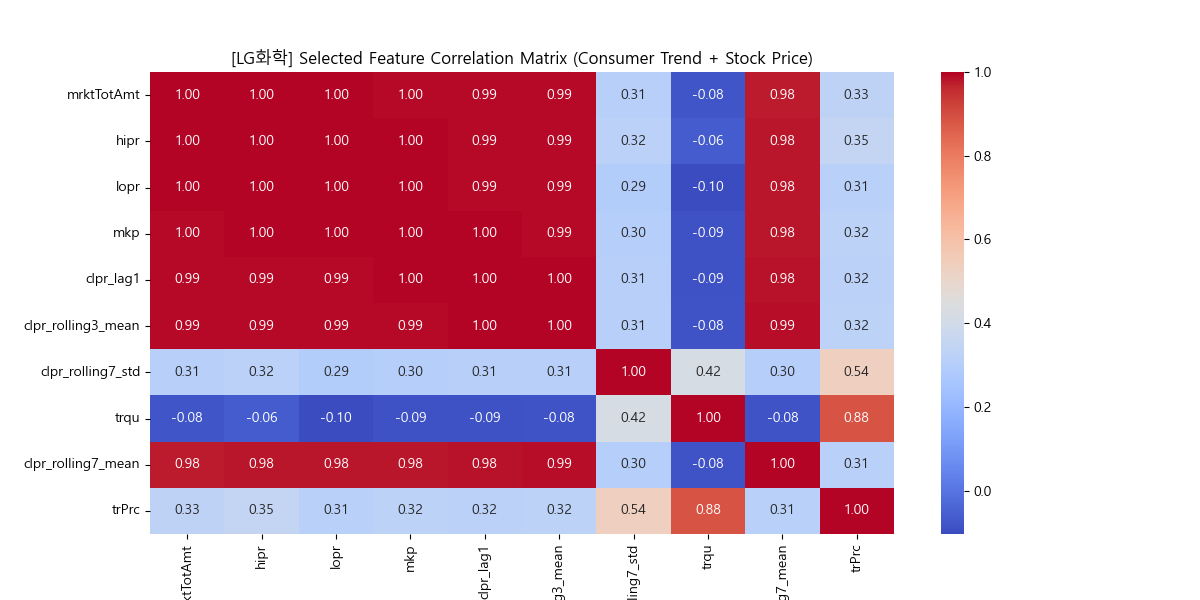 [LG화학] Selected Feature Correlation Matrix (Consumer Trend + Stock Price)
mrktTotAmt 1.00 1.00 1.00 1.00 0.99 0.99 0.31 -0.08 0.98 0.33
hipr 1.00 1.00 1.00 1.00 0.99 0.99 0.32 -0.06 0.98 0.35
lopr 1.00 1.00 1.00 1.00 0.99 0.99 0.29 -0.10 0.98 0.31
mkp 1.00 1.00 1.00 1.00 1.00 0.99 0.30 -0.09 0.98 0.32
clpr_lag1 0.99 0.99 0.99 1.00 1.00 1.00 0.31 -0.09 0.98 0.32
clpr_rolling3_mean 0.99 0.99 0.99 0.99 1.00 1.00 0.31 -0.08 0.99 0.32
clpr_rolling7_std 0.31 0.32 0.29 0.30 0.31 0.31 1.00 0.42 0.30 0.54
trqu -0.08 -0.06 -0.10 -0.09 -0.09 -0.08 0.42 1.00 -0.08 0.88
clpr_rolling7_mean 0.98 0.98 0.98 0.98 0.98 0.99 0.30 -0.08 1.00 0.31
trPrc 0.33 0.35 0.31 0.32 0.32 0.32 0.54 0.88 0.31 1.00
ktTotAmt
hipr
lopr
mkp
clpr_lag1
g3_mean
ling7_std
trqu
g7_mean
trPrc
1.0
0.8
0.6
0.4
0.2
0.0